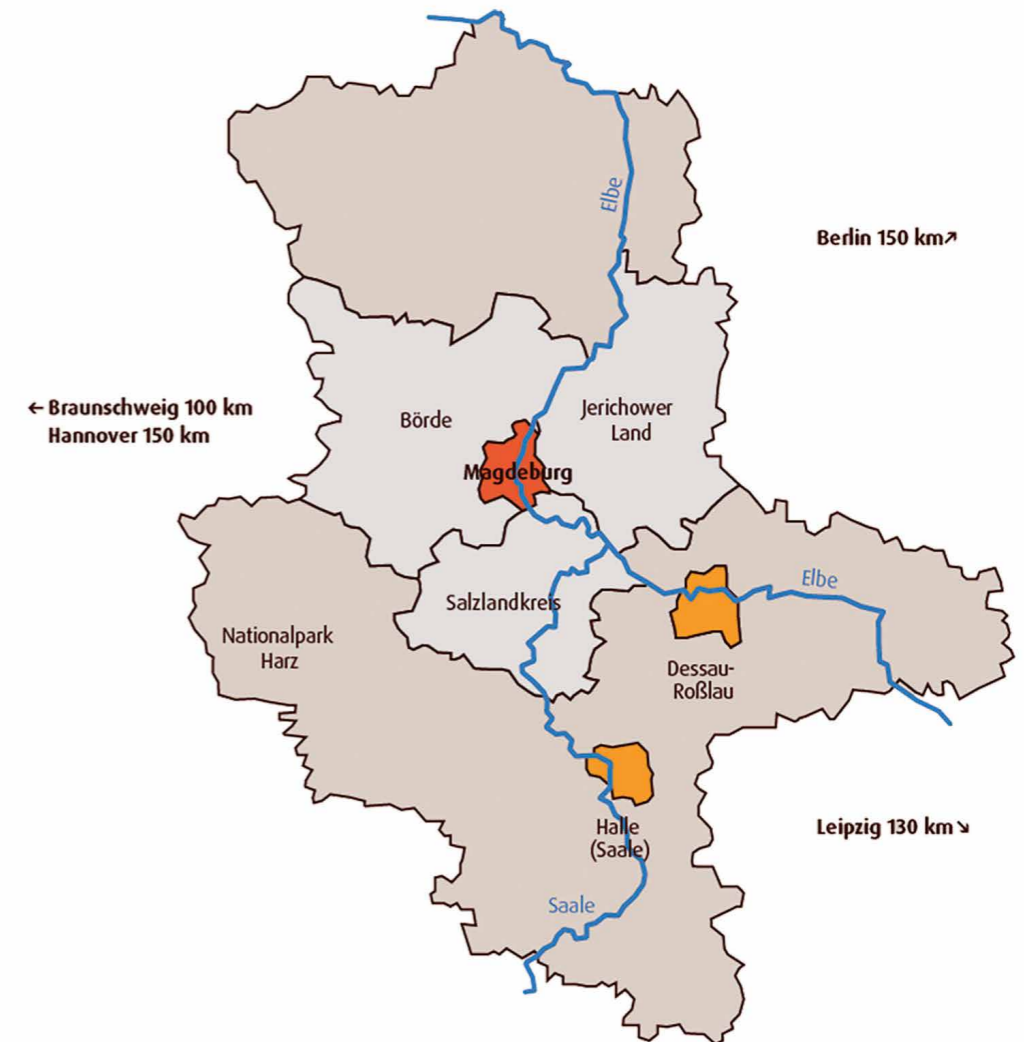 Elbe
Berlin 150 km↗
← Braunschweig 100 km
Hannover 150 km
Börde
Jerichower
Land
Magdeburg
Elbe
Salzlandkreis
Nationalpark
Harz
Dessau-
Roßlau
Halle
(Saale)
Leipzig 130 km↘
Saale